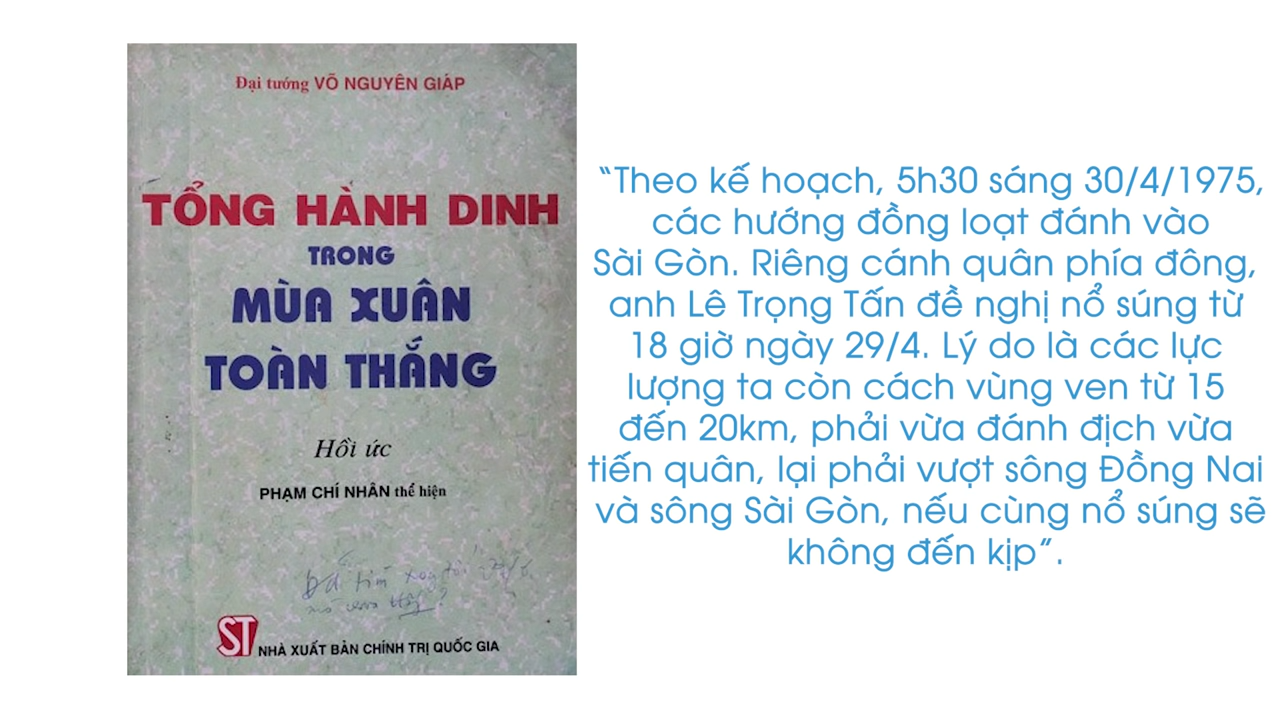 Đại tướng VÕ NGUYÊN GIÁP
TỔNG HÀNH DINH
TRONG
MÙA XUÂN
TOÀN THẮNG
Hồi ức
PHẠM CHÍ NHÂN thể hiện
ST NHÀ XUẤT BẢN CHÍNH TRỊ QUỐC GIA
“Theo kế hoạch, 5h30 sáng 30/4/1975,
các hướng đồng loạt đánh vào
Sài Gòn. Riêng cánh quân phía đông,
anh Lê Trọng Tấn đề nghị nổ súng từ
18 giờ ngày 29/4. Lý do là các lực
lượng ta còn cách vùng ven từ 15
đến 20km, phải vừa đánh địch vừa
tiến quân, lại phải vượt sông Đồng Nai
và sông Sài Gòn, nếu cùng nổ súng sẽ
không đến kịp”.